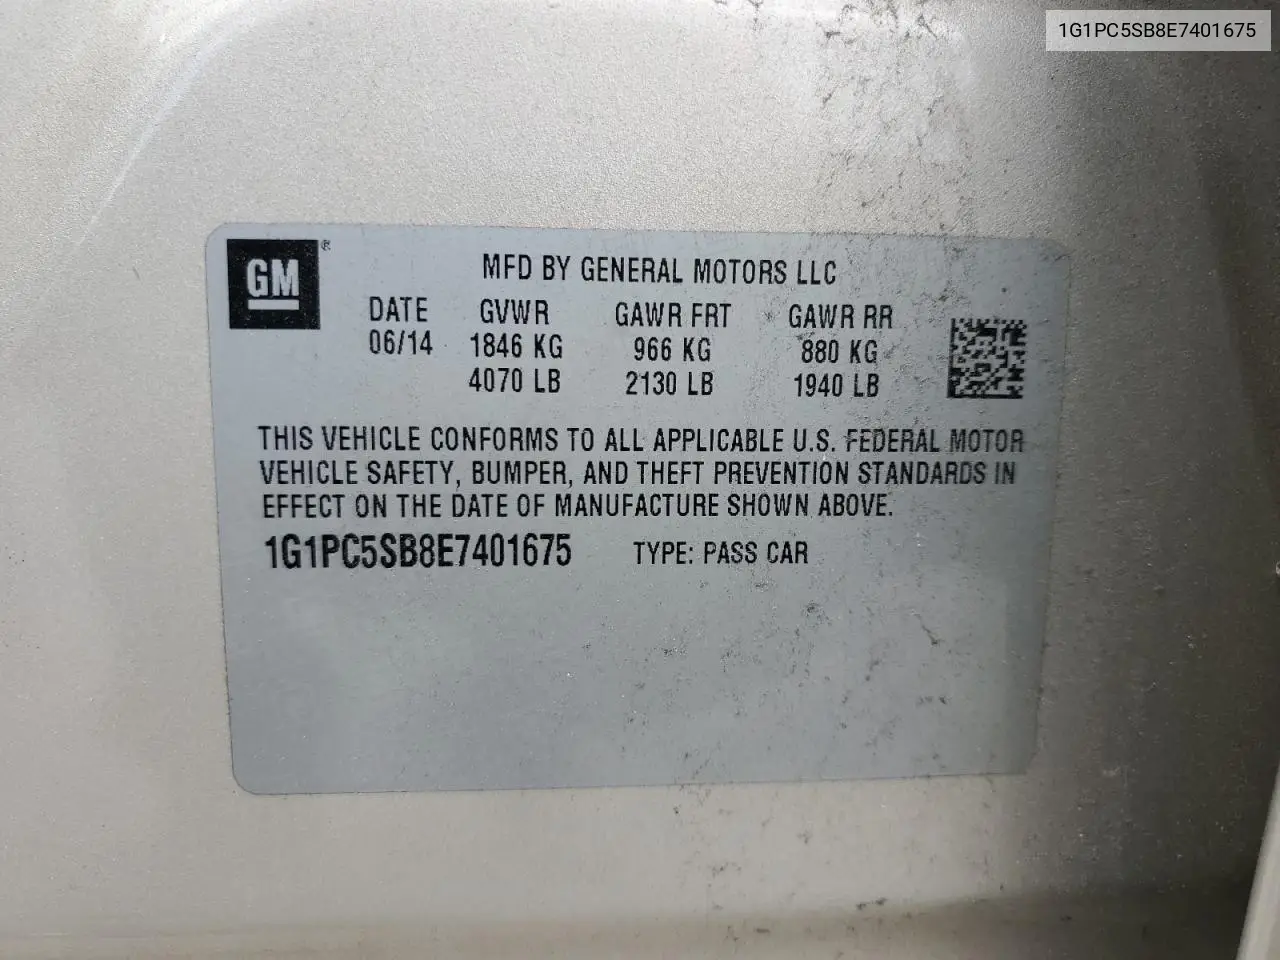 1G1PC5SB8E7401675
GM ®
MFD BY GENERAL MOTORS LLC
DATE GVWR GAWR FRT GAWR RR
06/14 1846 KG 966 KG 880 KG
4070 LB 2130 LB 1940 LB
THIS VEHICLE CONFORMS TO ALL APPLICABLE U.S. FEDERAL MOTOR
VEHICLE SAFETY, BUMPER, AND THEFT PREVENTION STANDARDS IN
EFFECT ON THE DATE OF MANUFACTURE SHOWN ABOVE.
1G1PC5SB8E7401675 TYPE: PASS CAR